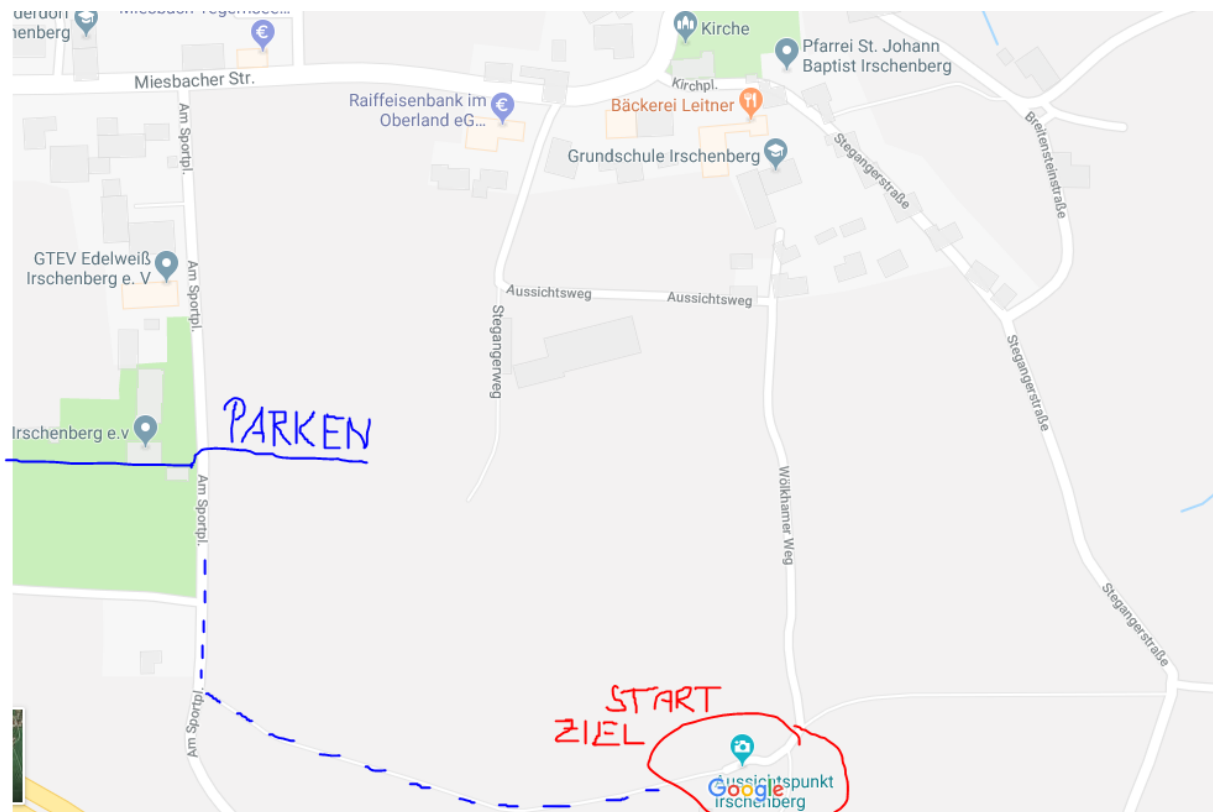 henberg
Miesbacher Str.
Kirche
Pfarrei St. Johann
Baptist Irschenberg
Kirchpl.
Raiffeisenbank im
Oberland eG...
Bäckerei Leitner
Grundschule Irschenberg
Am Sportpl.
Stegangerstraße
Breitensteinstraße
GTEV Edelweiß
Irschenberg e. V
Am Sportpl.
Aussichtsweg
Aussichtsweg
Stegangerweg
Stegangerstraße
PARKEN
Irschenberg e.v
Am Sportpl.
Wölkhamer Weg
Stegangerstraße
START
ZIEL
Am Sportpl.
Aussichtspunkt
Irschenberg
Google